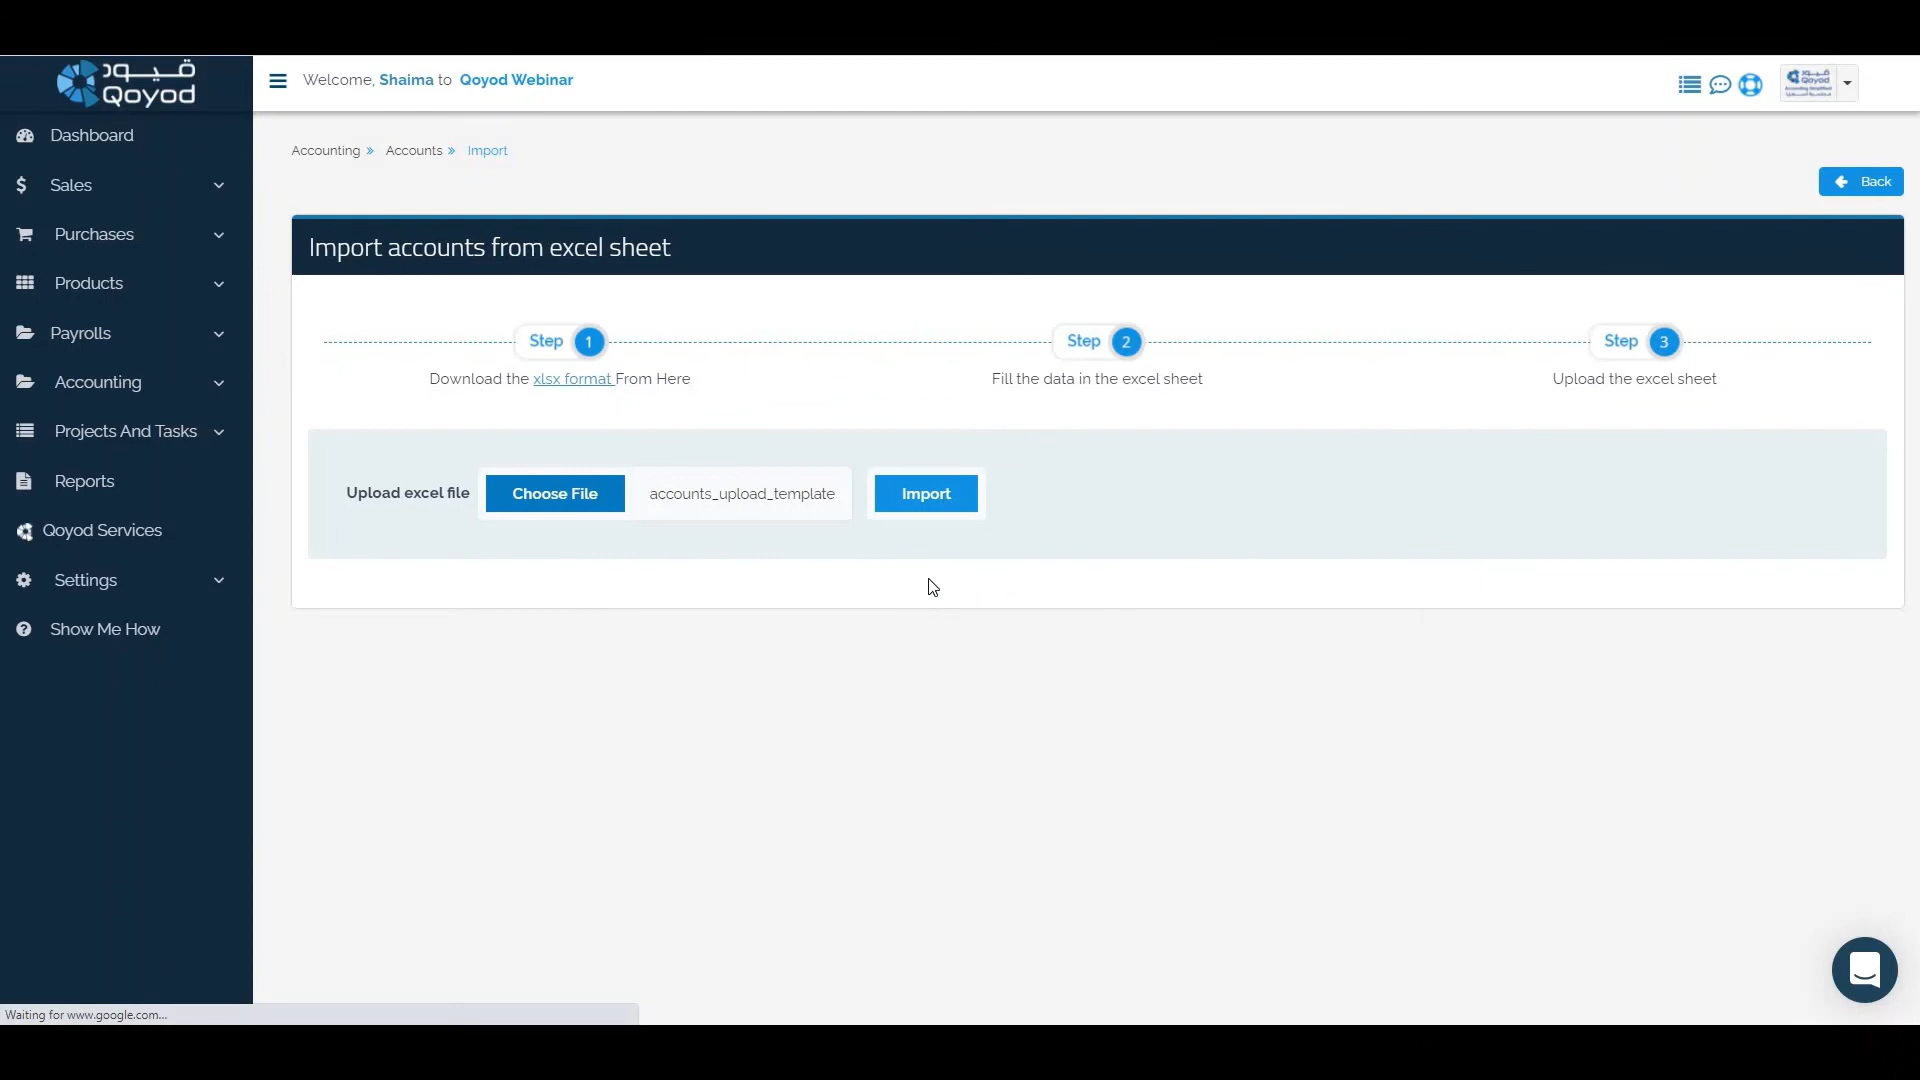 قيود
Qoyod
Welcome, Shaima to Qoyod Webinar
Dashboard
Sales
Purchases
Products
Payrolls
Accounting
Projects And Tasks
Reports
Qoyod Services
Settings
Show Me How
Accounting » Accounts » Import
Back
Import accounts from excel sheet
Step 1
Download the xlsx format From Here
Step 2
Fill the data in the excel sheet
Step 3
Upload the excel sheet
Upload excel file
Choose File
accounts_upload_template
Import
Waiting for www.google.com...